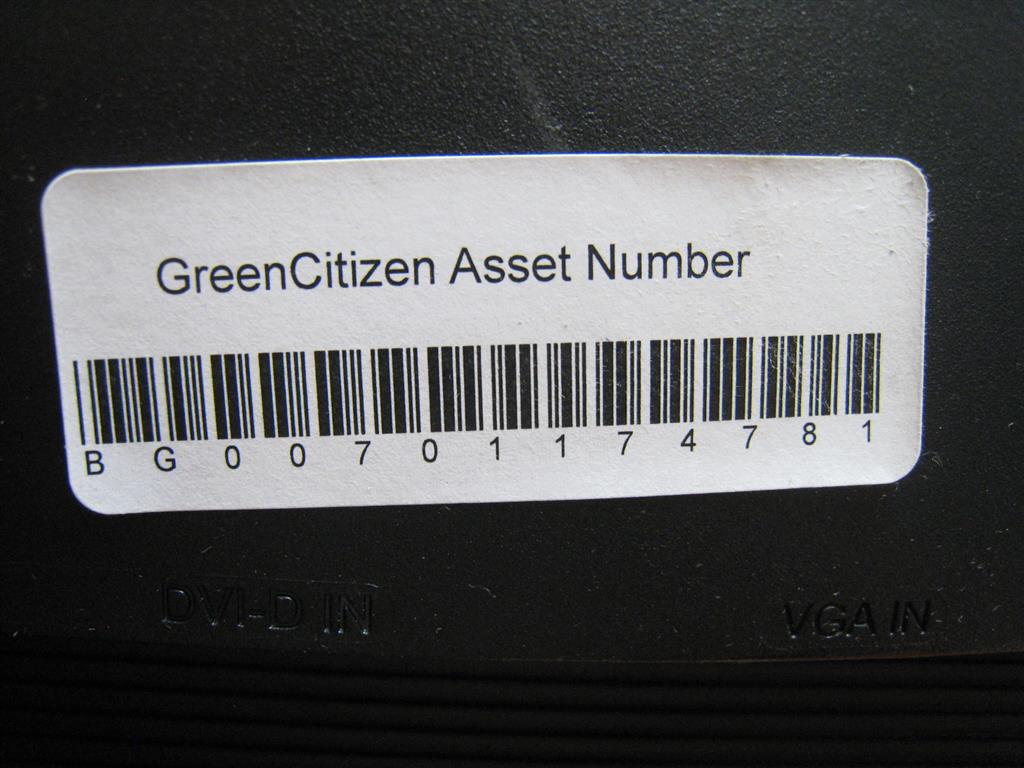 GreenCitizen Asset Number
B G 0 0 7 0 1 1 7 4 7 8 1
DVI-D IN VGA IN